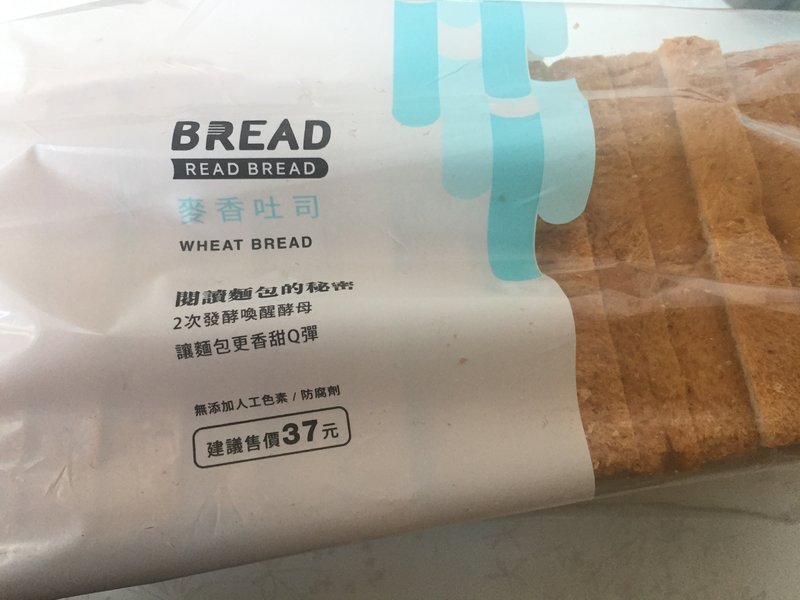 BREAD
READ BREAD
麥香吐司
WHEAT BREAD
閱讀麵包的秘密
2次發酵喚醒酵母
讓麵包更香甜Q彈
無添加人工色素 / 防腐劑
建議售價37元